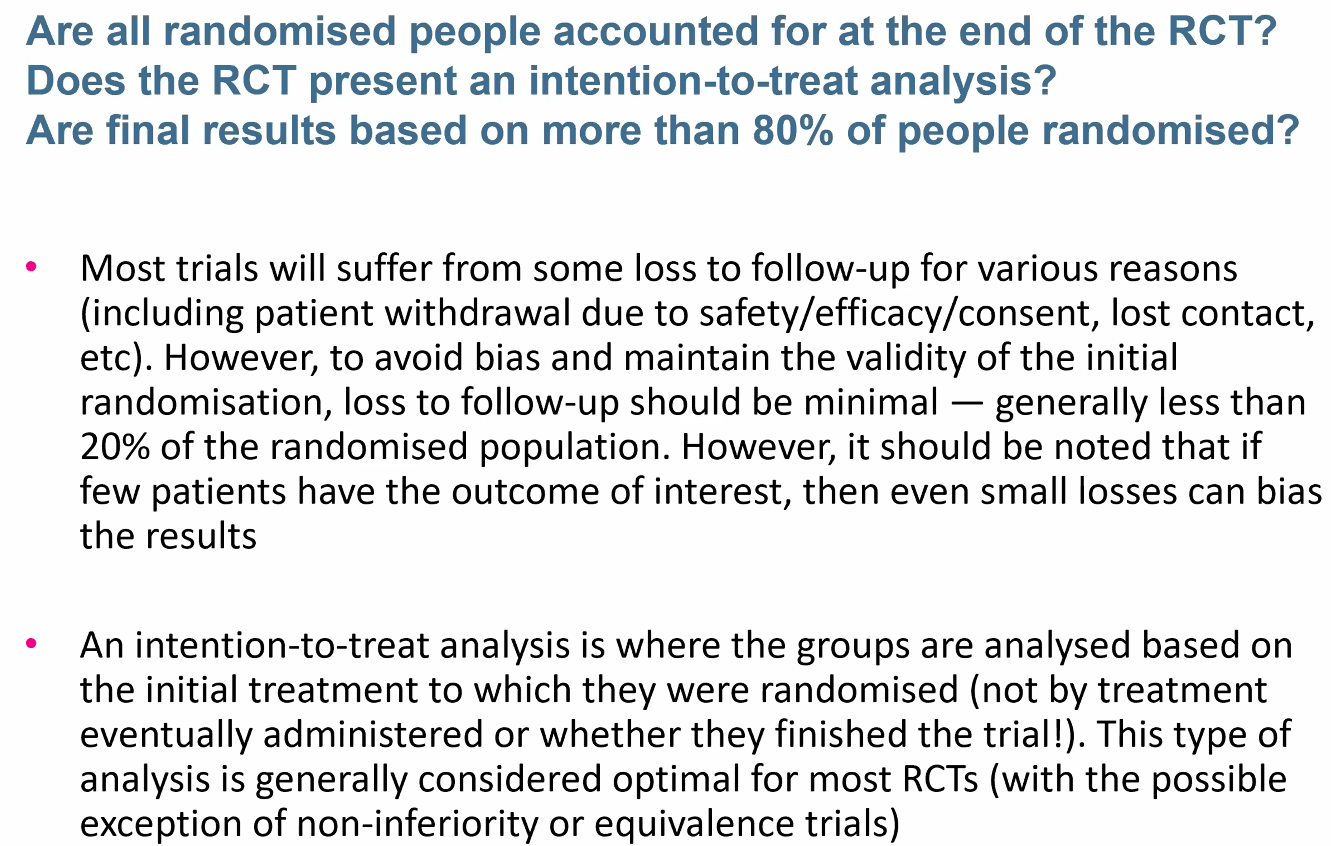 Are all randomised people accounted for at the end of the RCT?
Does the RCT present an intention-to-treat analysis?
Are final results based on more than 80% of people randomised?
• Most trials will suffer from some loss to follow-up for various reasons
(including patient withdrawal due to safety/efficacy/consent, lost contact,
etc). However, to avoid bias and maintain the validity of the initial
randomisation, loss to follow-up should be minimal — generally less than
20% of the randomised population. However, it should be noted that if
few patients have the outcome of interest, then even small losses can bias
the results
• An intention-to-treat analysis is where the groups are analysed based on
the initial treatment to which they were randomised (not by treatment
eventually administered or whether they finished the trial!). This type of
analysis is generally considered optimal for most RCTs (with the possible
exception of non-inferiority or equivalence trials)